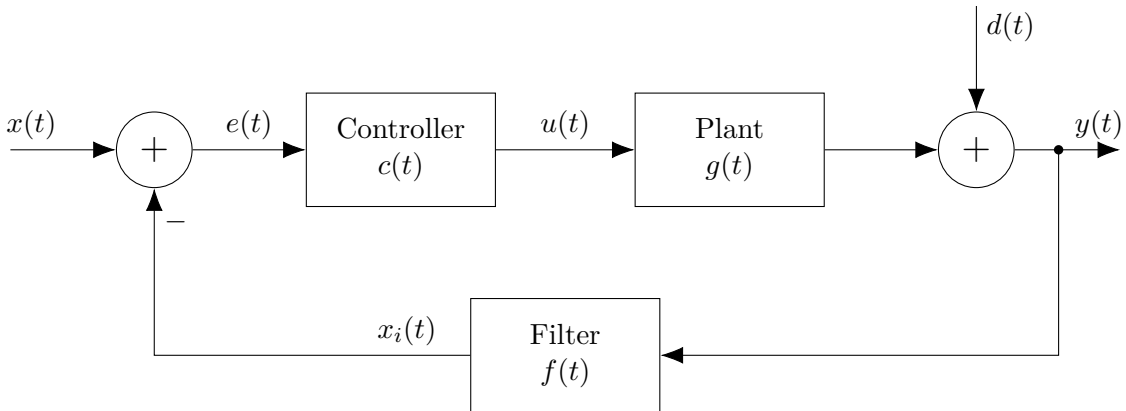 d(t)
x(t)
+
e(t)
Controller
c(t)
u(t)
Plant
g(t)
+
y(t)
−
x_i(t)
Filter
f(t)